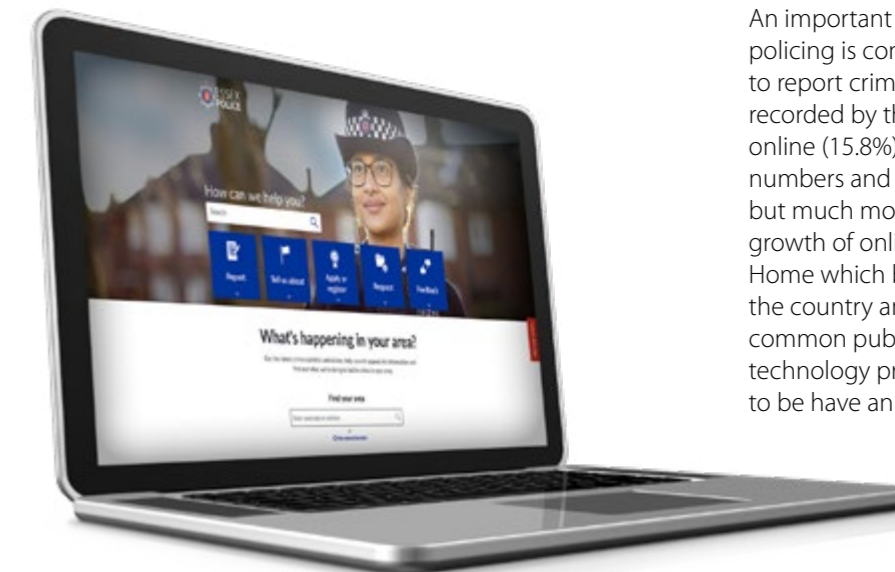 ESSEX
POLICE
How can we help you?
Search
Report
Tell us about
Apply or
register
Request
Feedback
What's happening in your area?
Find your area
An important
policing is con
to report crim
recorded by th
online (15.8%)
numbers and
but much mo
growth of onli
Home which h
the country an
common publ
technology pr
to be have an